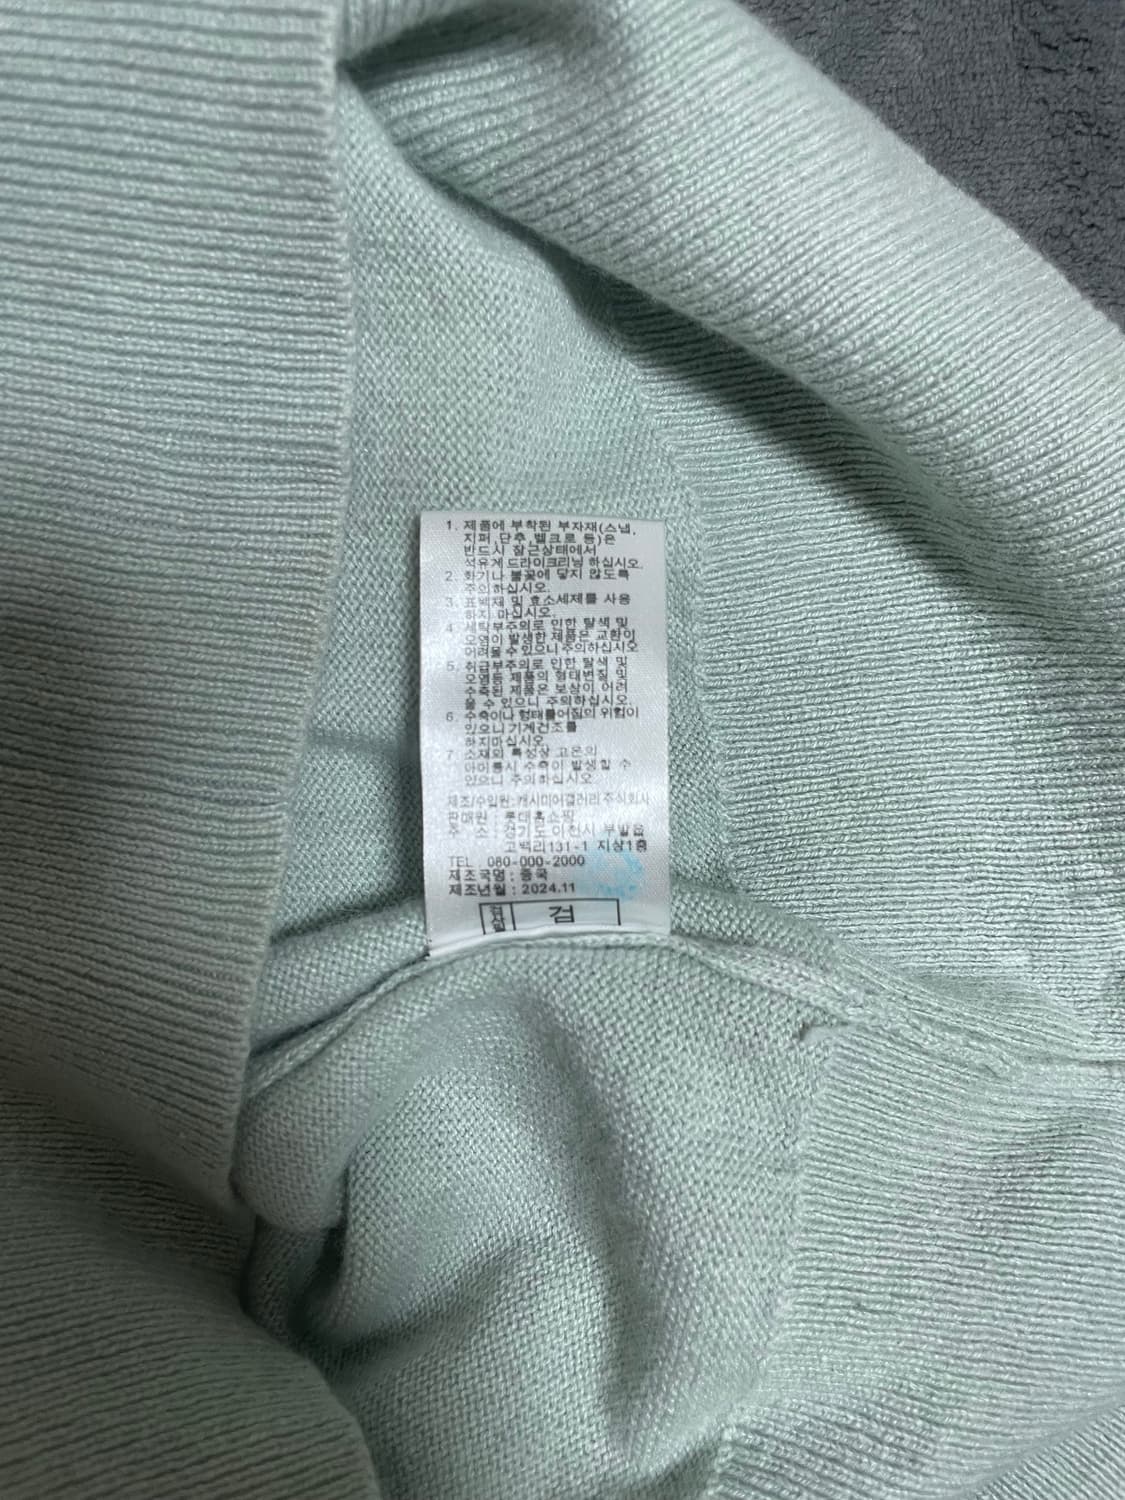 1. 제품에 부착된 부자재(스냅,
지퍼,단추,벨크로 등)은
반드시 잠근상태에서
석유계드라이크리닝 하십시오.
2. 화기나 불꽃에 닿지 않도록
주의하십시오.
3. 표백제 및 효소세제를 사용
하지 마십시오.
4. 세탁부주의로 인한 탈색 및
오염이 발생한 제품은 교환이
어려울수 있으니 주의하십시오
5. 취급부주의로 인한 탈색 및
오염등 제품의 형태변질 및
수축된 제품은 보상이 어려
울 수 있으니 주의하십시오.
6. 수축이나 형태틀어짐의 위험이
있으니 기계건조를
하지마십시오.
7. 소재의 특성상 고온의
아이롱시 수축이 발생할 수
있으니 주의하십시오
제조/수입원:캐시미어갤러리주식회사
판매원 : 롯데홈쇼핑
주 소 : 경기도 이천시 부발읍
고백리131-1 지상1층
TEL : 080-000-2000
제조국명: 중국
제조년월: 2024.11
검사필 검